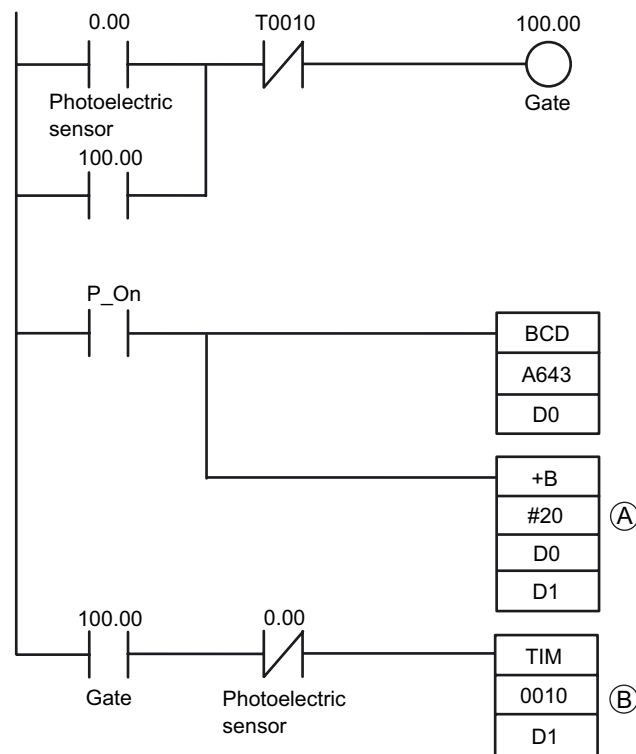 0.00 T0010 100.00
Photoelectric
sensor
Gate
100.00
P_On
BCD
A643
D0
+B
#20
D0
D1
A
100.00 0.00
Gate
Photoelectric
sensor
TIM
0010
D1
B